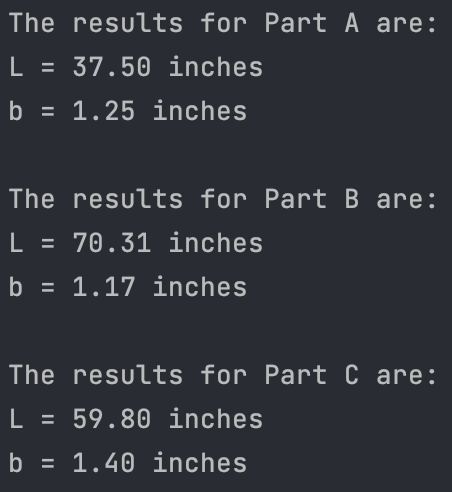 The results for Part A are:
L = 37.50 inches
b = 1.25 inches
The results for Part B are:
L = 70.31 inches
b = 1.17 inches
The results for Part C are:
L = 59.80 inches
b = 1.40 inches